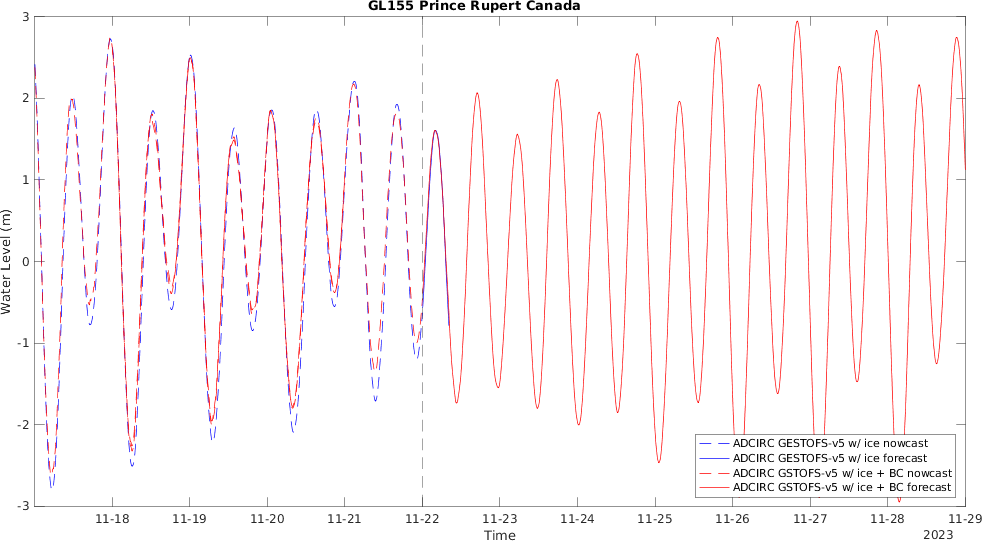 GL155 Prince Rupert Canada
3
2
1
0
-1
-2
-3
Water Level (m)
ADCIRC GESTOFS-v5 w/ ice nowcast
ADCIRC GESTOFS-v5 w/ ice forecast
ADCIRC GSTOFS-v5 w/ ice + BC nowcast
ADCIRC GSTOFS-v5 w/ ice + BC forecast
11-18 11-19 11-20 11-21 11-22 11-23 11-24 11-25 11-26 11-27 11-28 11-29
Time 2023